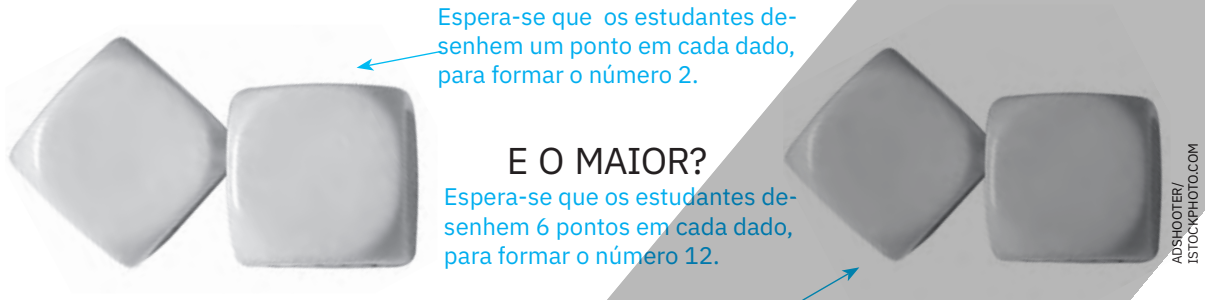 Espera-se que os estudantes de-
senhem um ponto em cada dado,
para formar o número 2.
E O MAIOR?
Espera-se que os estudantes de-
senhem 6 pontos em cada dado,
para formar o número 12.
ADSHOOTER/
ISTOCKPHOTO.COM